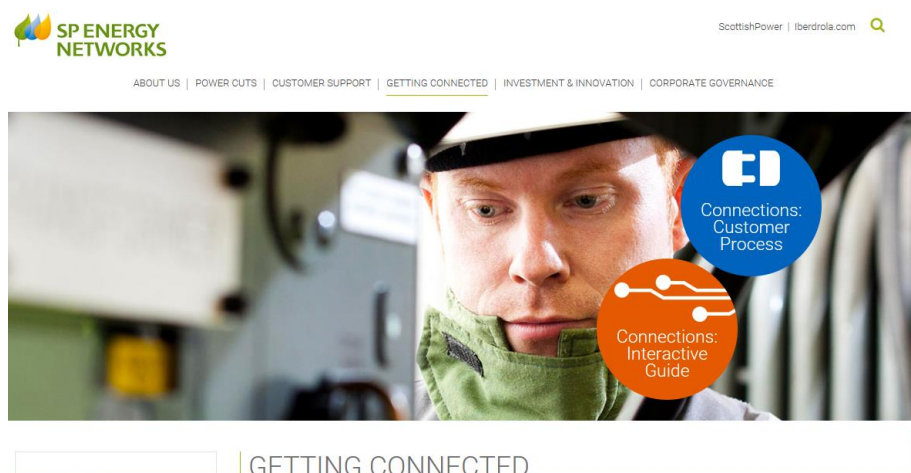 SP ENERGY
NETWORKS
ScottishPower | Iberdrola.com
ABOUT US | POWER CUTS | CUSTOMER SUPPORT | GETTING CONNECTED | INVESTMENT & INNOVATION | CORPORATE GOVERNANCE
Connections:
Customer
Process
Connections:
Interactive
Guide
GETTING CONNECTED